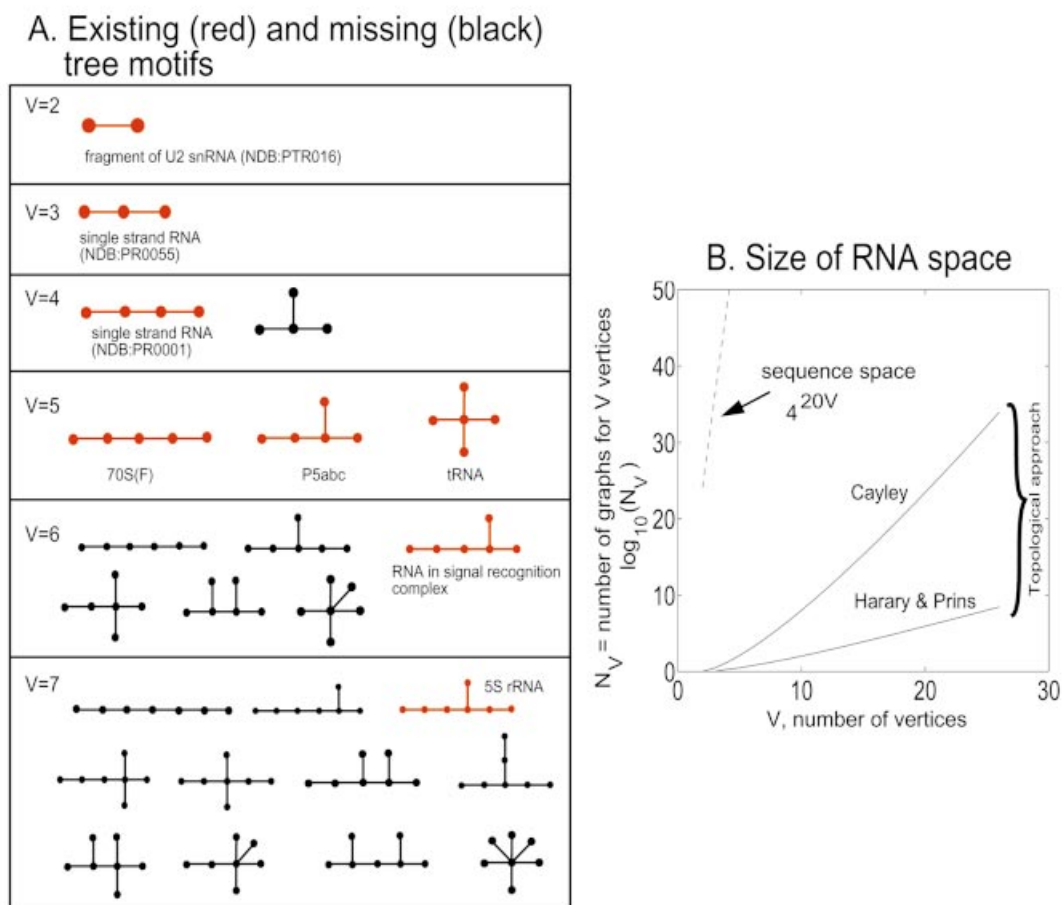 A. Existing (red) and missing (black)
tree motifs
V=2
fragment of U2 snRNA (NDB:PTR016)
V=3
single strand RNA
(NDB:PR0055)
V=4
single strand RNA
(NDB:PR0001)
V=5
70S(F)
P5abc
tRNA
V=6
RNA in signal recognition
complex
V=7
5S rRNA
B. Size of RNA space
N_V = number of graphs for V vertices
log10(N_V)
50
40
30
20
10
0
sequence space
4^20V
Cayley
Harary & Prins
Topological approach
0
10
20
30
V, number of vertices